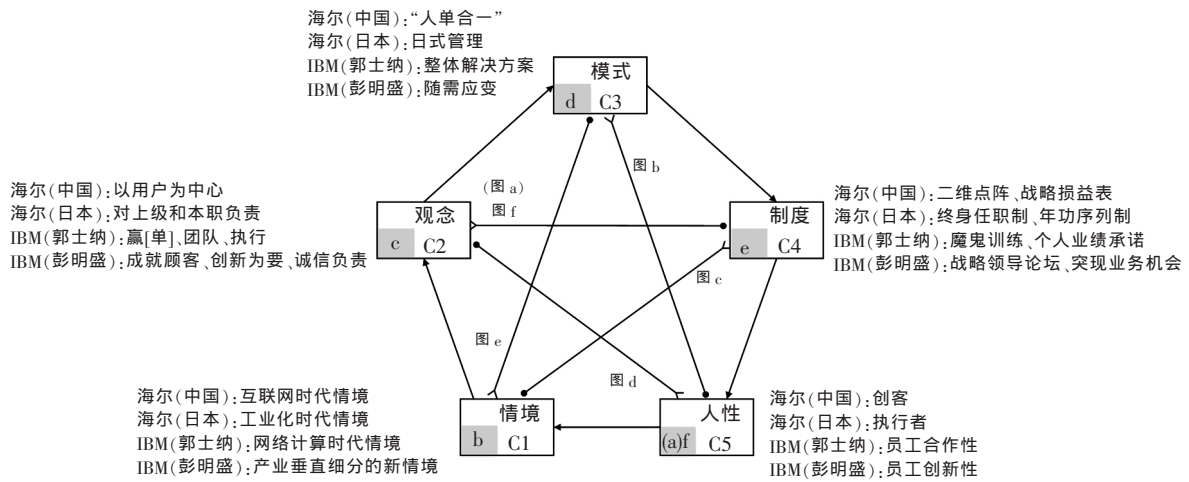 海尔(中国):“人单合一”
海尔(日本):日式管理
IBM(郭士纳):整体解决方案
IBM(彭明盛):随需应变
模式
d C3
图 b
(图 a)
图 f
海尔(中国):以用户为中心
海尔(日本):对上级和本职负责
IBM(郭士纳):赢[单]、团队、执行
IBM(彭明盛):成就顾客、创新为要、诚信负责
观念
c C2
制度
e C4
海尔(中国):二维点阵、战略损益表
海尔(日本):终身任职制、年功序列制
IBM(郭士纳):魔鬼训练、个人业绩承诺
IBM(彭明盛):战略领导论坛、突现业务机会
图 c
图 e
图 d
海尔(中国):互联网时代情境
海尔(日本):工业化时代情境
IBM(郭士纳):网络计算时代情境
IBM(彭明盛):产业垂直细分的新情境
情境
b C1
人性
(a)f C5
海尔(中国):创客
海尔(日本):执行者
IBM(郭士纳):员工合作性
IBM(彭明盛):员工创新性